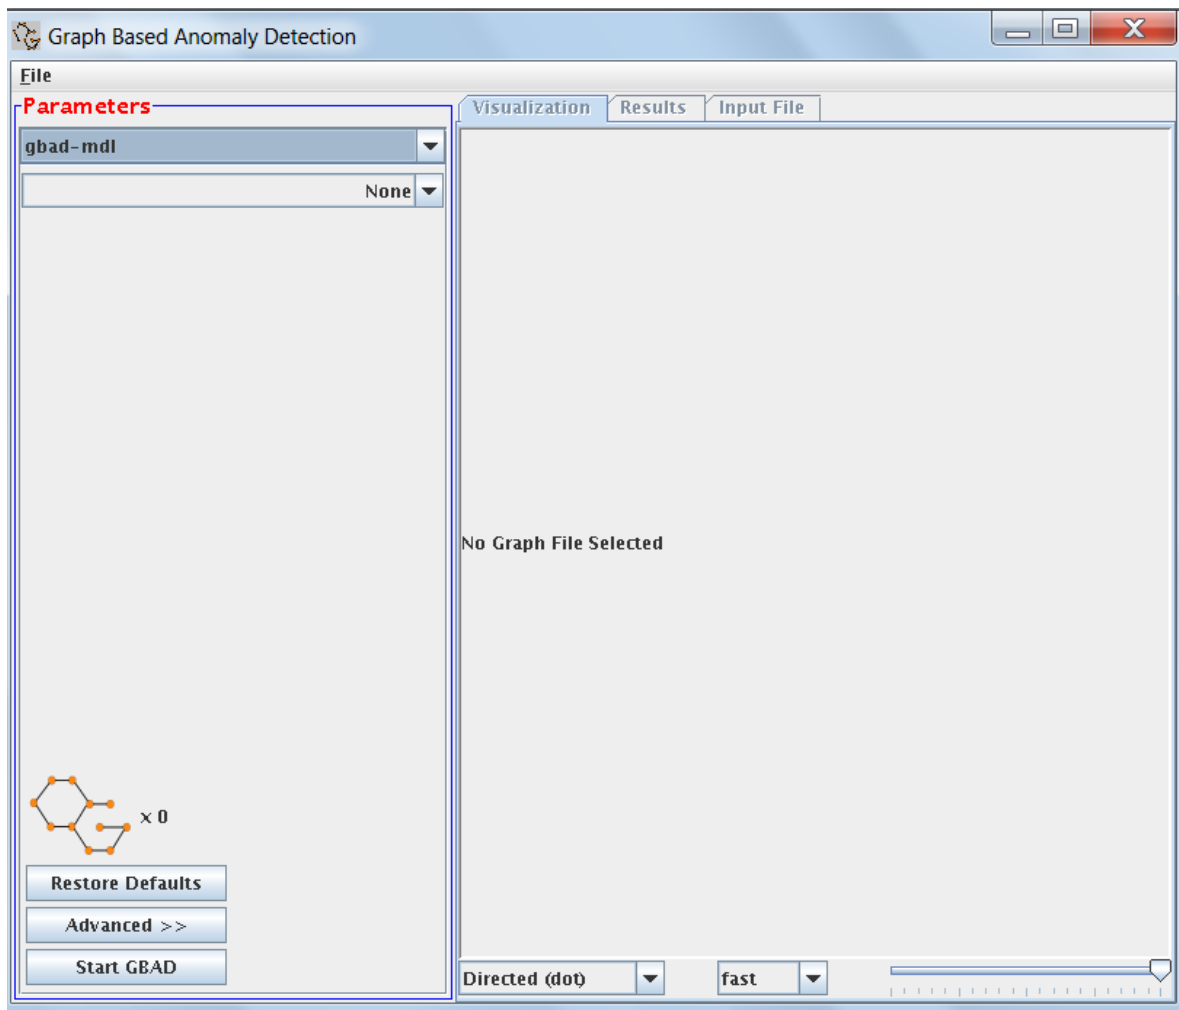 Graph Based Anomaly Detection
File
Parameters
Visualization Results Input File
gbad-mdl
None
No Graph File Selected
x 0
Restore Defaults
Advanced >>
Start GBAD
Directed (dot) fast